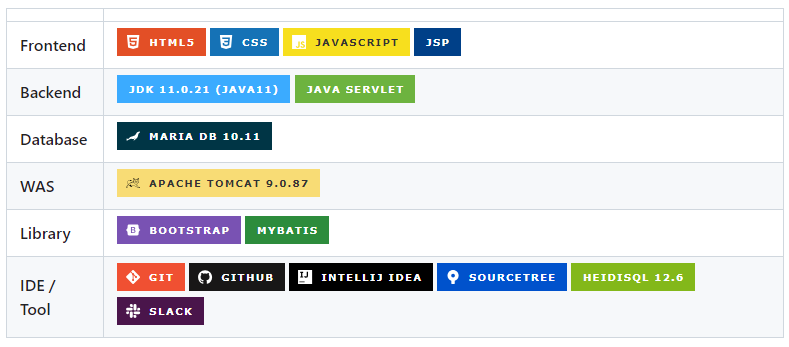 Frontend HTML5 CSS JAVASCRIPT JSP
Backend JDK 11.0.21 (JAVA11) JAVA SERVLET
Database MARIA DB 10.11
WAS APACHE TOMCAT 9.0.87
Library BOOTSTRAP MYBATIS
IDE / Tool GIT GITHUB INTELLIJ IDEA SOURCETREE HEIDISQL 12.6
SLACK